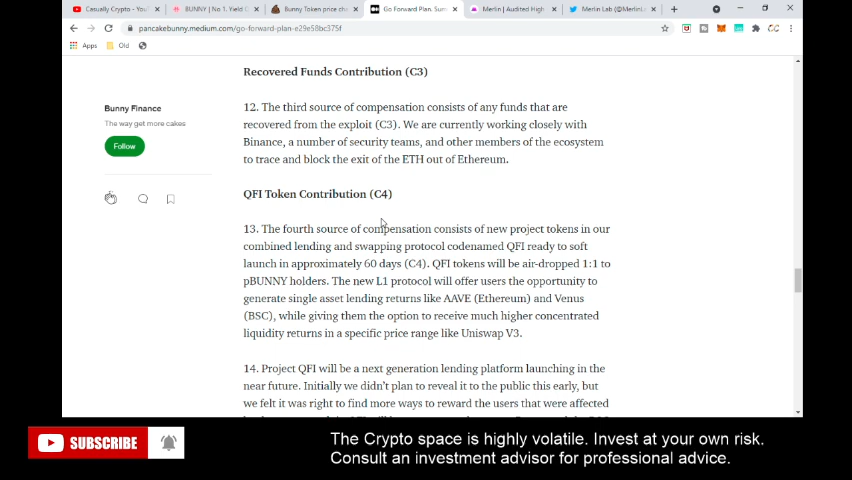 Casually Crypto - You
BUNNY | No 1. Yield
Bunny Token price ch
Go Forward Plan. Sum
Merlin | Audited High
Merlin Lab (@MerlinL
pancakebunny.medium.com/go-forward-plan-e29e58bc375f
Apps
Old
Recovered Funds Contribution (C3)
Bunny Finance
The way get more cakes
Follow
12. The third source of compensation consists of any funds that are
recovered from the exploit (C3). We are currently working closely with
Binance, a number of security teams, and other members of the ecosystem
to trace and block the exit of the ETH out of Ethereum.
QFI Token Contribution (C4)
13. The fourth source of compensation consists of new project tokens in our
combined lending and swapping protocol codenamed QFI ready to soft
launch in approximately 60 days (C4). QFI tokens will be air-dropped 1:1 to
pBUNNY holders. The new L1 protocol will offer users the opportunity to
generate single asset lending returns like AAVE (Ethereum) and Venus
(BSC), while giving them the option to receive much higher concentrated
liquidity returns in a specific price range like Uniswap V3.
14. Project QFI will be a next generation lending platform launching in the
near future. Initially we didn't plan to reveal it to the public this early, but
we felt it was right to find more ways to reward the users that were affected
SUBSCRIBE
The Crypto space is highly volatile. Invest at your own risk.
Consult an investment advisor for professional advice.